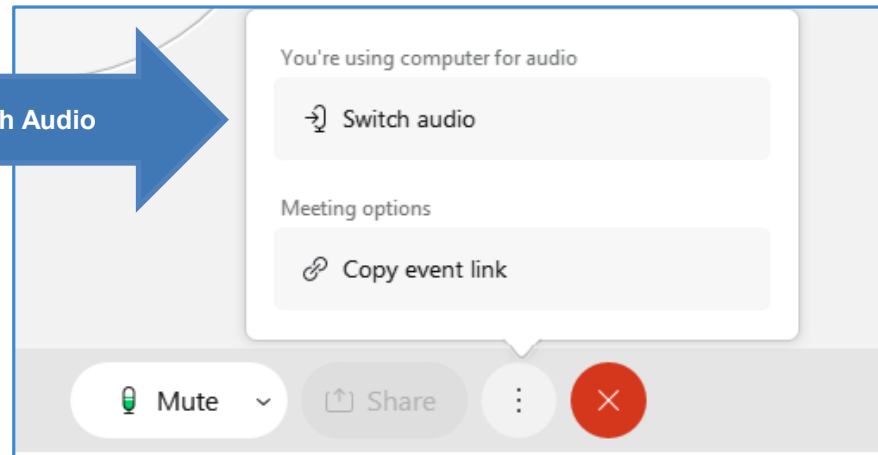 You're using computer for audio
h Audio
Switch audio
Meeting options
Copy event link
Mute
Share